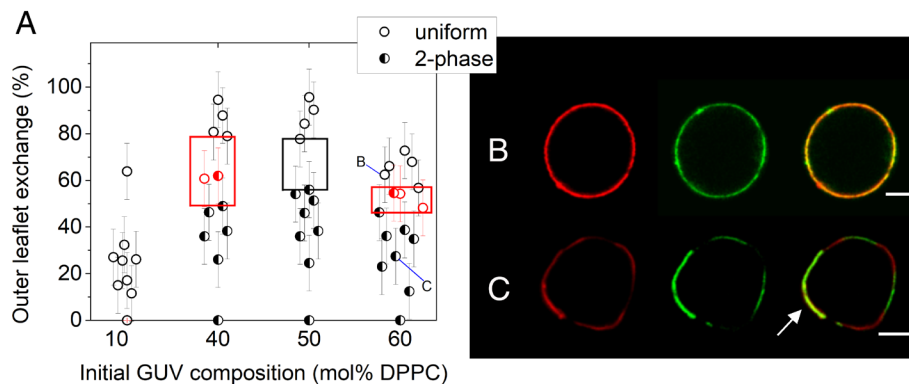 A
uniform
2-phase
Outer leaflet exchange (%)
100
80
60
40
20
0
B
C
10
40
50
60
Initial GUV composition (mol% DPPC)
B
C